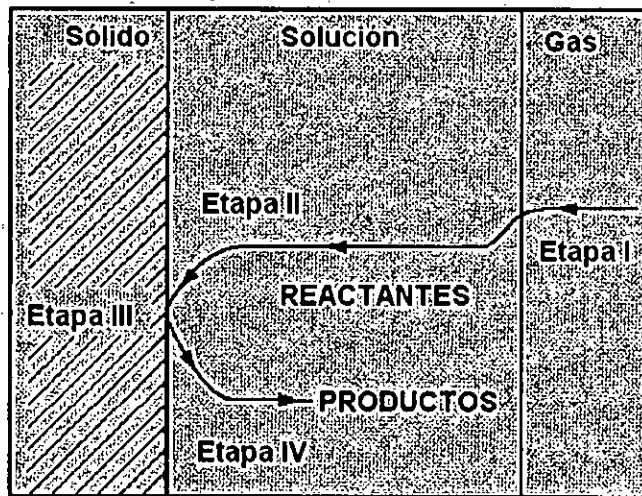 Sólido Solución Gas
Etapa II
Etapa I
REACTANTES
Etapa III
PRODUCTOS
Etapa IV